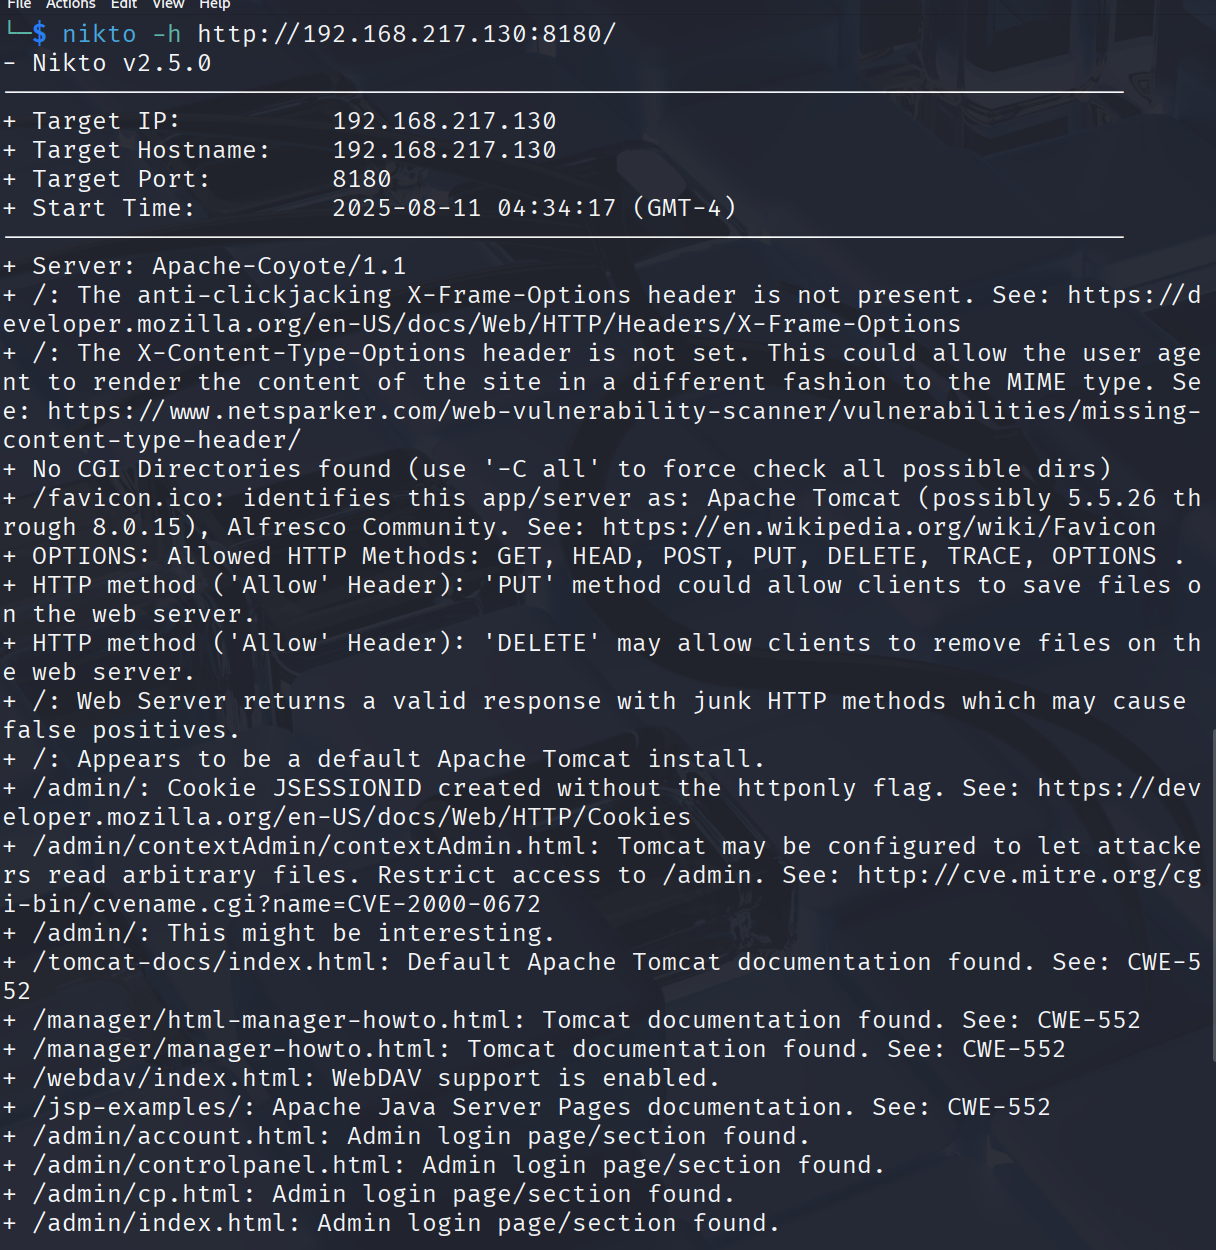 File Actions Edit View Help
└─$ nikto -h http://192.168.217.130:8180/
- Nikto v2.5.0
+ Target IP: 192.168.217.130
+ Target Hostname: 192.168.217.130
+ Target Port: 8180
+ Start Time: 2025-08-11 04:34:17 (GMT-4)
+ Server: Apache-Coyote/1.1
+ /: The anti-clickjacking X-Frame-Options header is not present. See: https://d
eveloper.mozilla.org/en-US/docs/Web/HTTP/Headers/X-Frame-Options
+ /: The X-Content-Type-Options header is not set. This could allow the user age
nt to render the content of the site in a different fashion to the MIME type. Se
e: https://www.netsparker.com/web-vulnerability-scanner/vulnerabilities/missing-
content-type-header/
+ No CGI Directories found (use '-C all' to force check all possible dirs)
+ /favicon.ico: identifies this app/server as: Apache Tomcat (possibly 5.5.26 th
rough 8.0.15), Alfresco Community. See: https://en.wikipedia.org/wiki/Favicon
+ OPTIONS: Allowed HTTP Methods: GET, HEAD, POST, PUT, DELETE, TRACE, OPTIONS .
+ HTTP method ('Allow' Header): 'PUT' method could allow clients to save files o
n the web server.
+ HTTP method ('Allow' Header): 'DELETE' may allow clients to remove files on th
e web server.
+ /: Web Server returns a valid response with junk HTTP methods which may cause
false positives.
+ /: Appears to be a default Apache Tomcat install.
+ /admin/: Cookie JSESSIONID created without the httponly flag. See: https://dev
eloper.mozilla.org/en-US/docs/Web/HTTP/Cookies
+ /admin/contextAdmin/contextAdmin.html: Tomcat may be configured to let attacke
rs read arbitrary files. Restrict access to /admin. See: http://cve.mitre.org/cg
i-bin/cvename.cgi?name=CVE-2000-0672
+ /admin/: This might be interesting.
+ /tomcat-docs/index.html: Default Apache Tomcat documentation found. See: CWE-5
52
+ /manager/html-manager-howto.html: Tomcat documentation found. See: CWE-552
+ /manager/manager-howto.html: Tomcat documentation found. See: CWE-552
+ /webdav/index.html: WebDAV support is enabled.
+ /jsp-examples/: Apache Java Server Pages documentation. See: CWE-552
+ /admin/account.html: Admin login page/section found.
+ /admin/controlpanel.html: Admin login page/section found.
+ /admin/cp.html: Admin login page/section found.
+ /admin/index.html: Admin login page/section found.